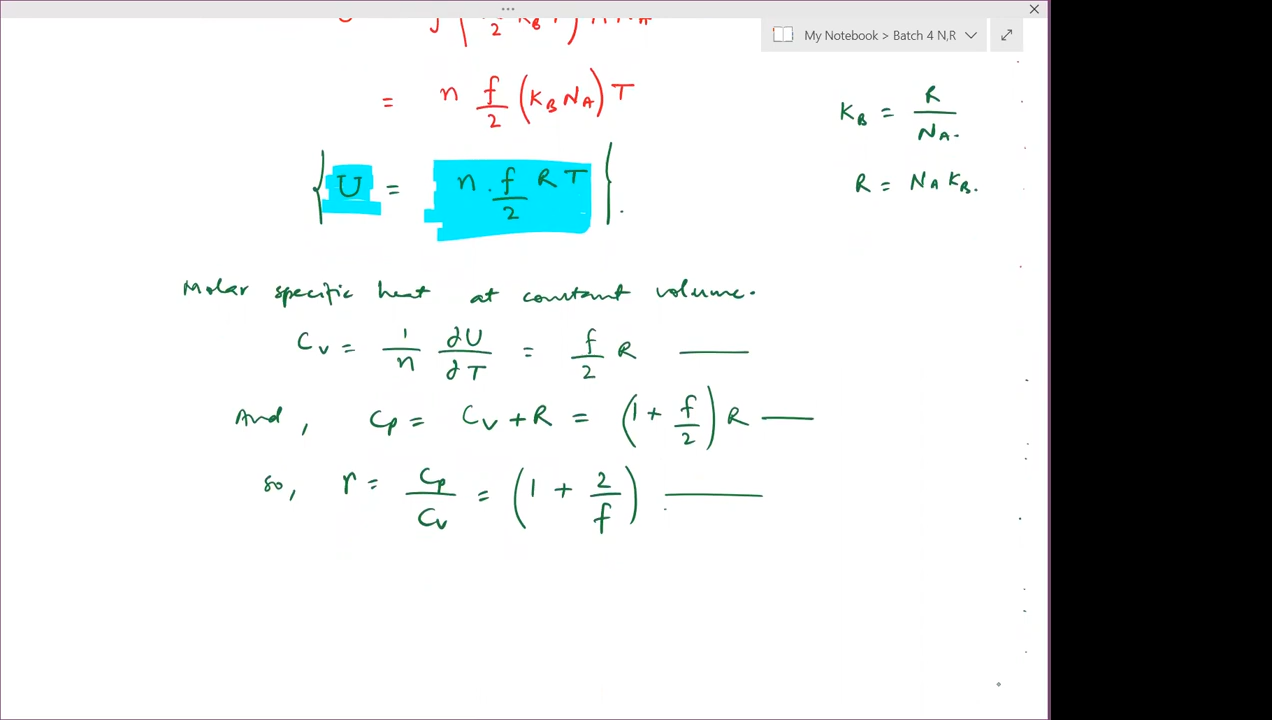 My Notebook > Batch 4 N,R
= n f/2 (K_B N_A) T
K_B = R/N_A.
{U = n . f/2 R T}.
R = N_A K_B.
Molar specific heat at constant volume.
C_v = 1/n ∂U/∂T = f/2 R ———
And , C_p = C_v + R = (1 + f/2) R ———
so, r = C_p/C_v = (1 + 2/f) ———